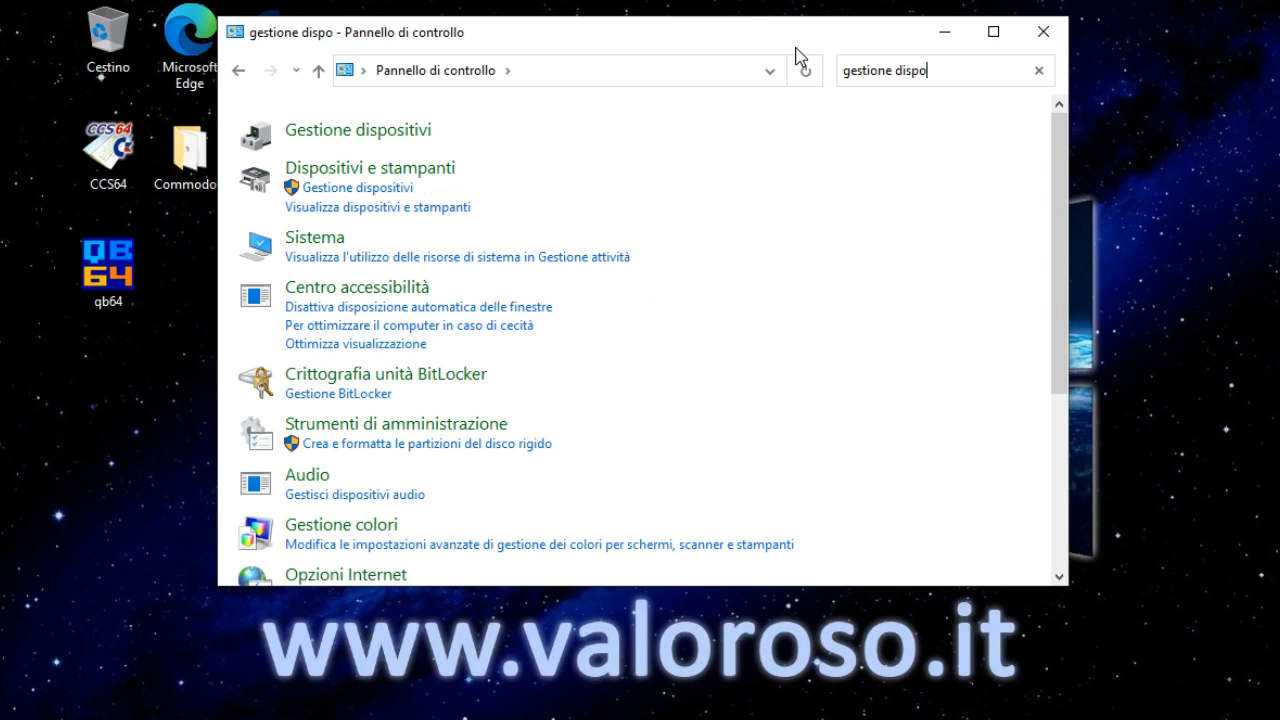 gestione dispo - Pannello di controllo
Pannello di controllo
gestione dispo
Cestino
Microsoft
Edge
CCS64
CCS64
Commodo
QB
64
qb64
Gestione dispositivi
Dispositivi e stampanti
Gestione dispositivi
Visualizza dispositivi e stampanti
Sistema
Visualizza l'utilizzo delle risorse di sistema in Gestione attività
Centro accessibilità
Disattiva disposizione automatica delle finestre
Per ottimizzare il computer in caso di cecità
Ottimizza visualizzazione
Crittografia unità BitLocker
Gestione BitLocker
Strumenti di amministrazione
Crea e formatta le partizioni del disco rigido
Audio
Gestisci dispositivi audio
Gestione colori
Modifica le impostazioni avanzate di gestione dei colori per schermi, scanner e stampanti
Opzioni Internet
www.valoroso.it